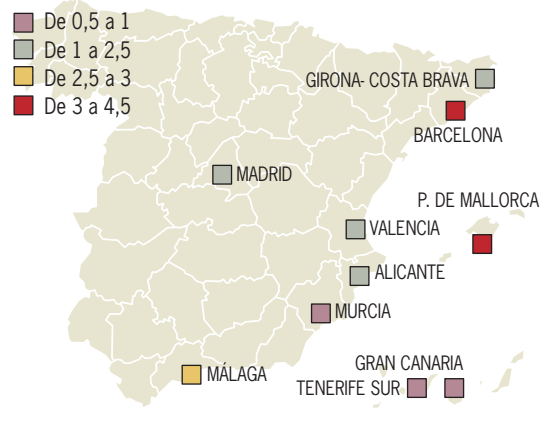 De 0,5 a 1
De 1 a 2,5
De 2,5 a 3
De 3 a 4,5
GIRONA- COSTA BRAVA
BARCELONA
MADRID
P. DE MALLORCA
VALENCIA
ALICANTE
MURCIA
GRAN CANARIA
MÁLAGA
TENERIFE SUR